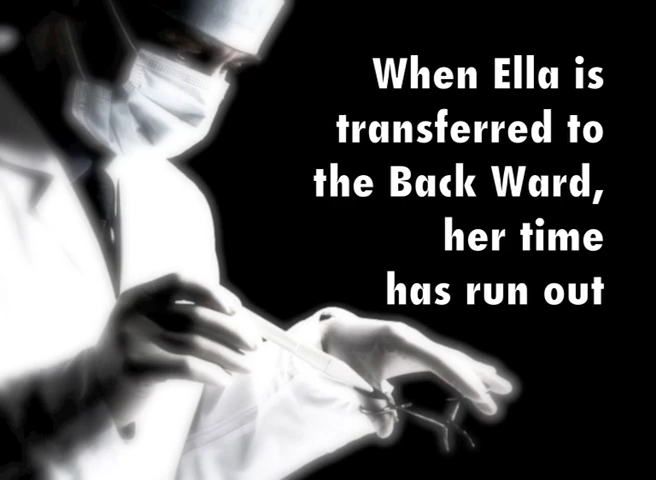 When Ella is
transferred to
the Back Ward,
her time
has run out